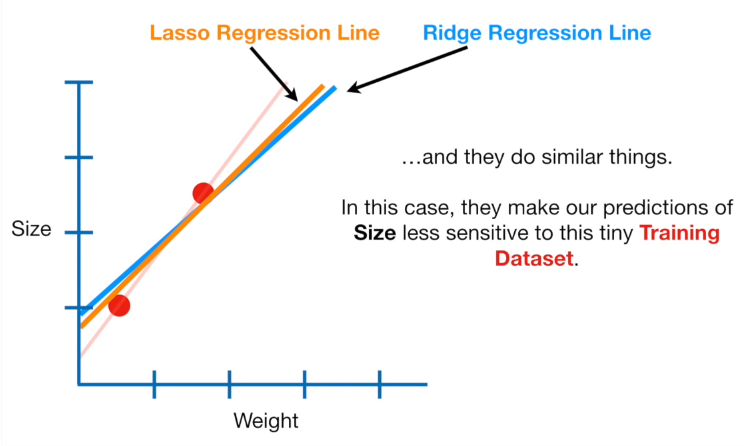 Lasso Regression Line
Ridge Regression Line
...and they do similar things.
In this case, they make our predictions of
Size less sensitive to this tiny Training
Dataset.
Size
Weight